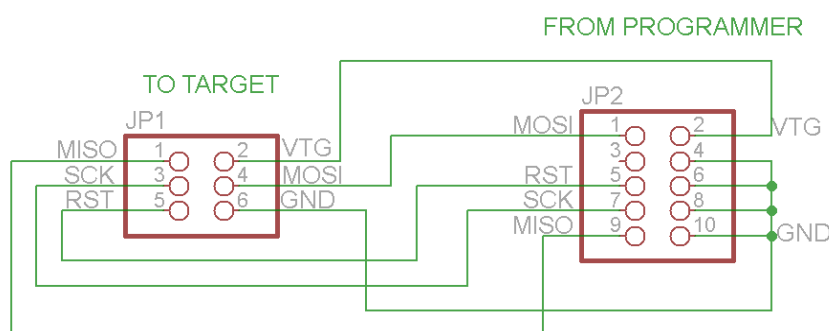 FROM PROGRAMMER
TO TARGET
JP1
MISO 1 2 VTG
SCK 3 4 MOSI
RST 5 6 GND
JP2
MOSI 1 2 VTG
3 4
RST 5 6
SCK 7 8
MISO 9 10 GND